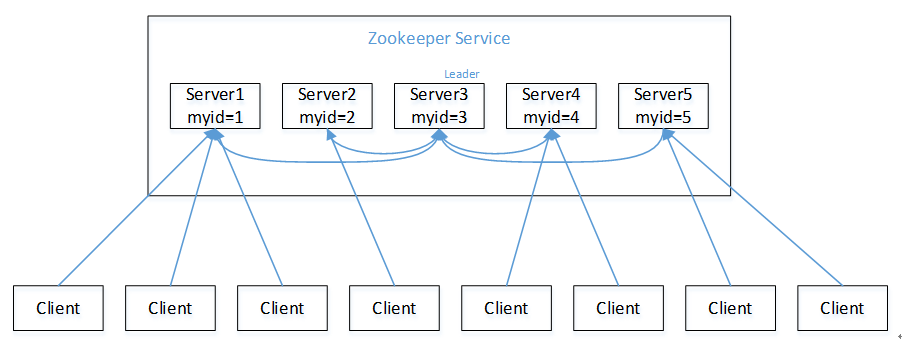 Zookeeper Service
Leader
Server1
myid=1
Server2
myid=2
Server3
myid=3
Server4
myid=4
Server5
myid=5
Client
Client
Client
Client
Client
Client
Client
Client